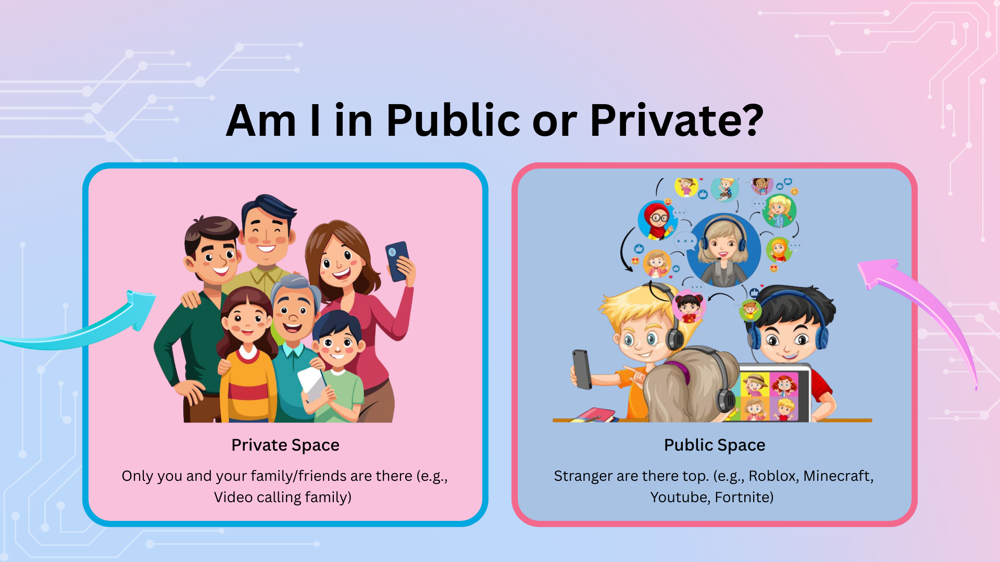 Am I in Public or Private?
Private Space
Only you and your family/friends are there (e.g.,
Video calling family)
Public Space
Stranger are there top. (e.g., Roblox, Minecraft,
Youtube, Fortnite)